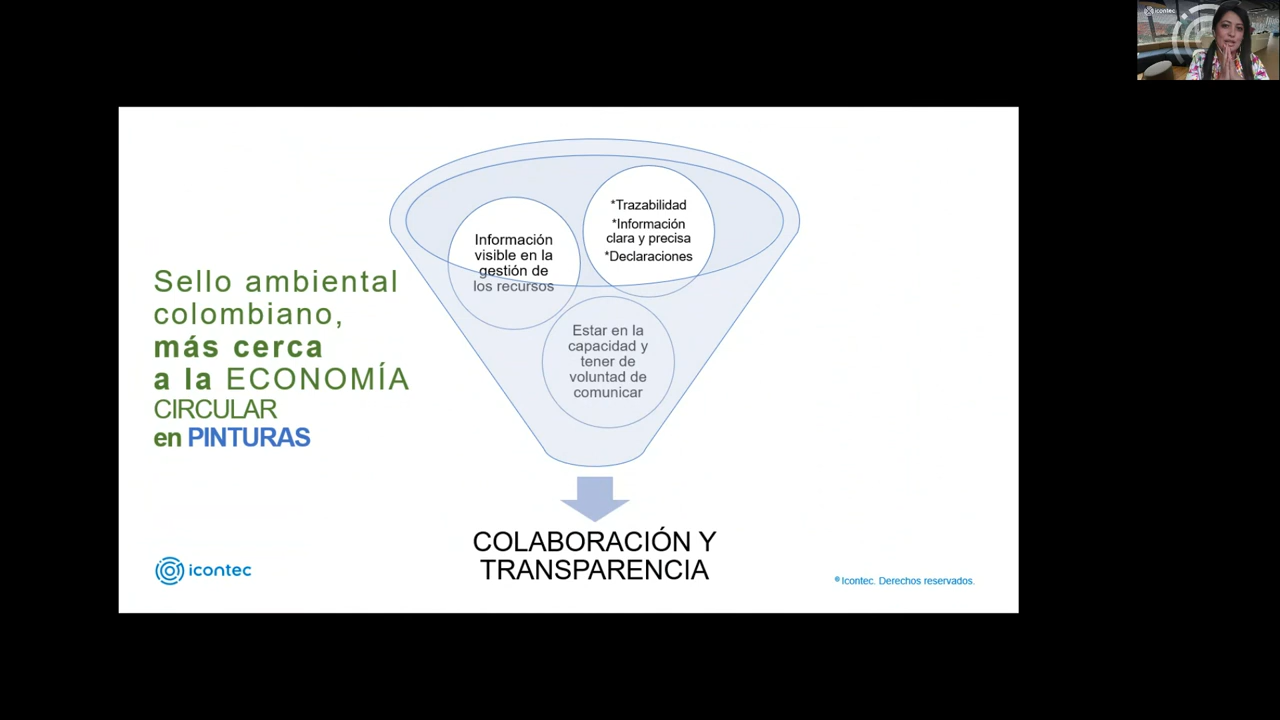 icontec
Sello ambiental
colombiano,
más cerca
a la ECONOMÍA
CIRCULAR
en PINTURAS
Información
visible en la
gestión de
los recursos
*Trazabilidad
*Información
clara y precisa
*Declaraciones
Estar en la
capacidad y
tener de
voluntad de
comunicar
COLABORACIÓN Y
TRANSPARENCIA
icontec
® Icontec. Derechos reservados.